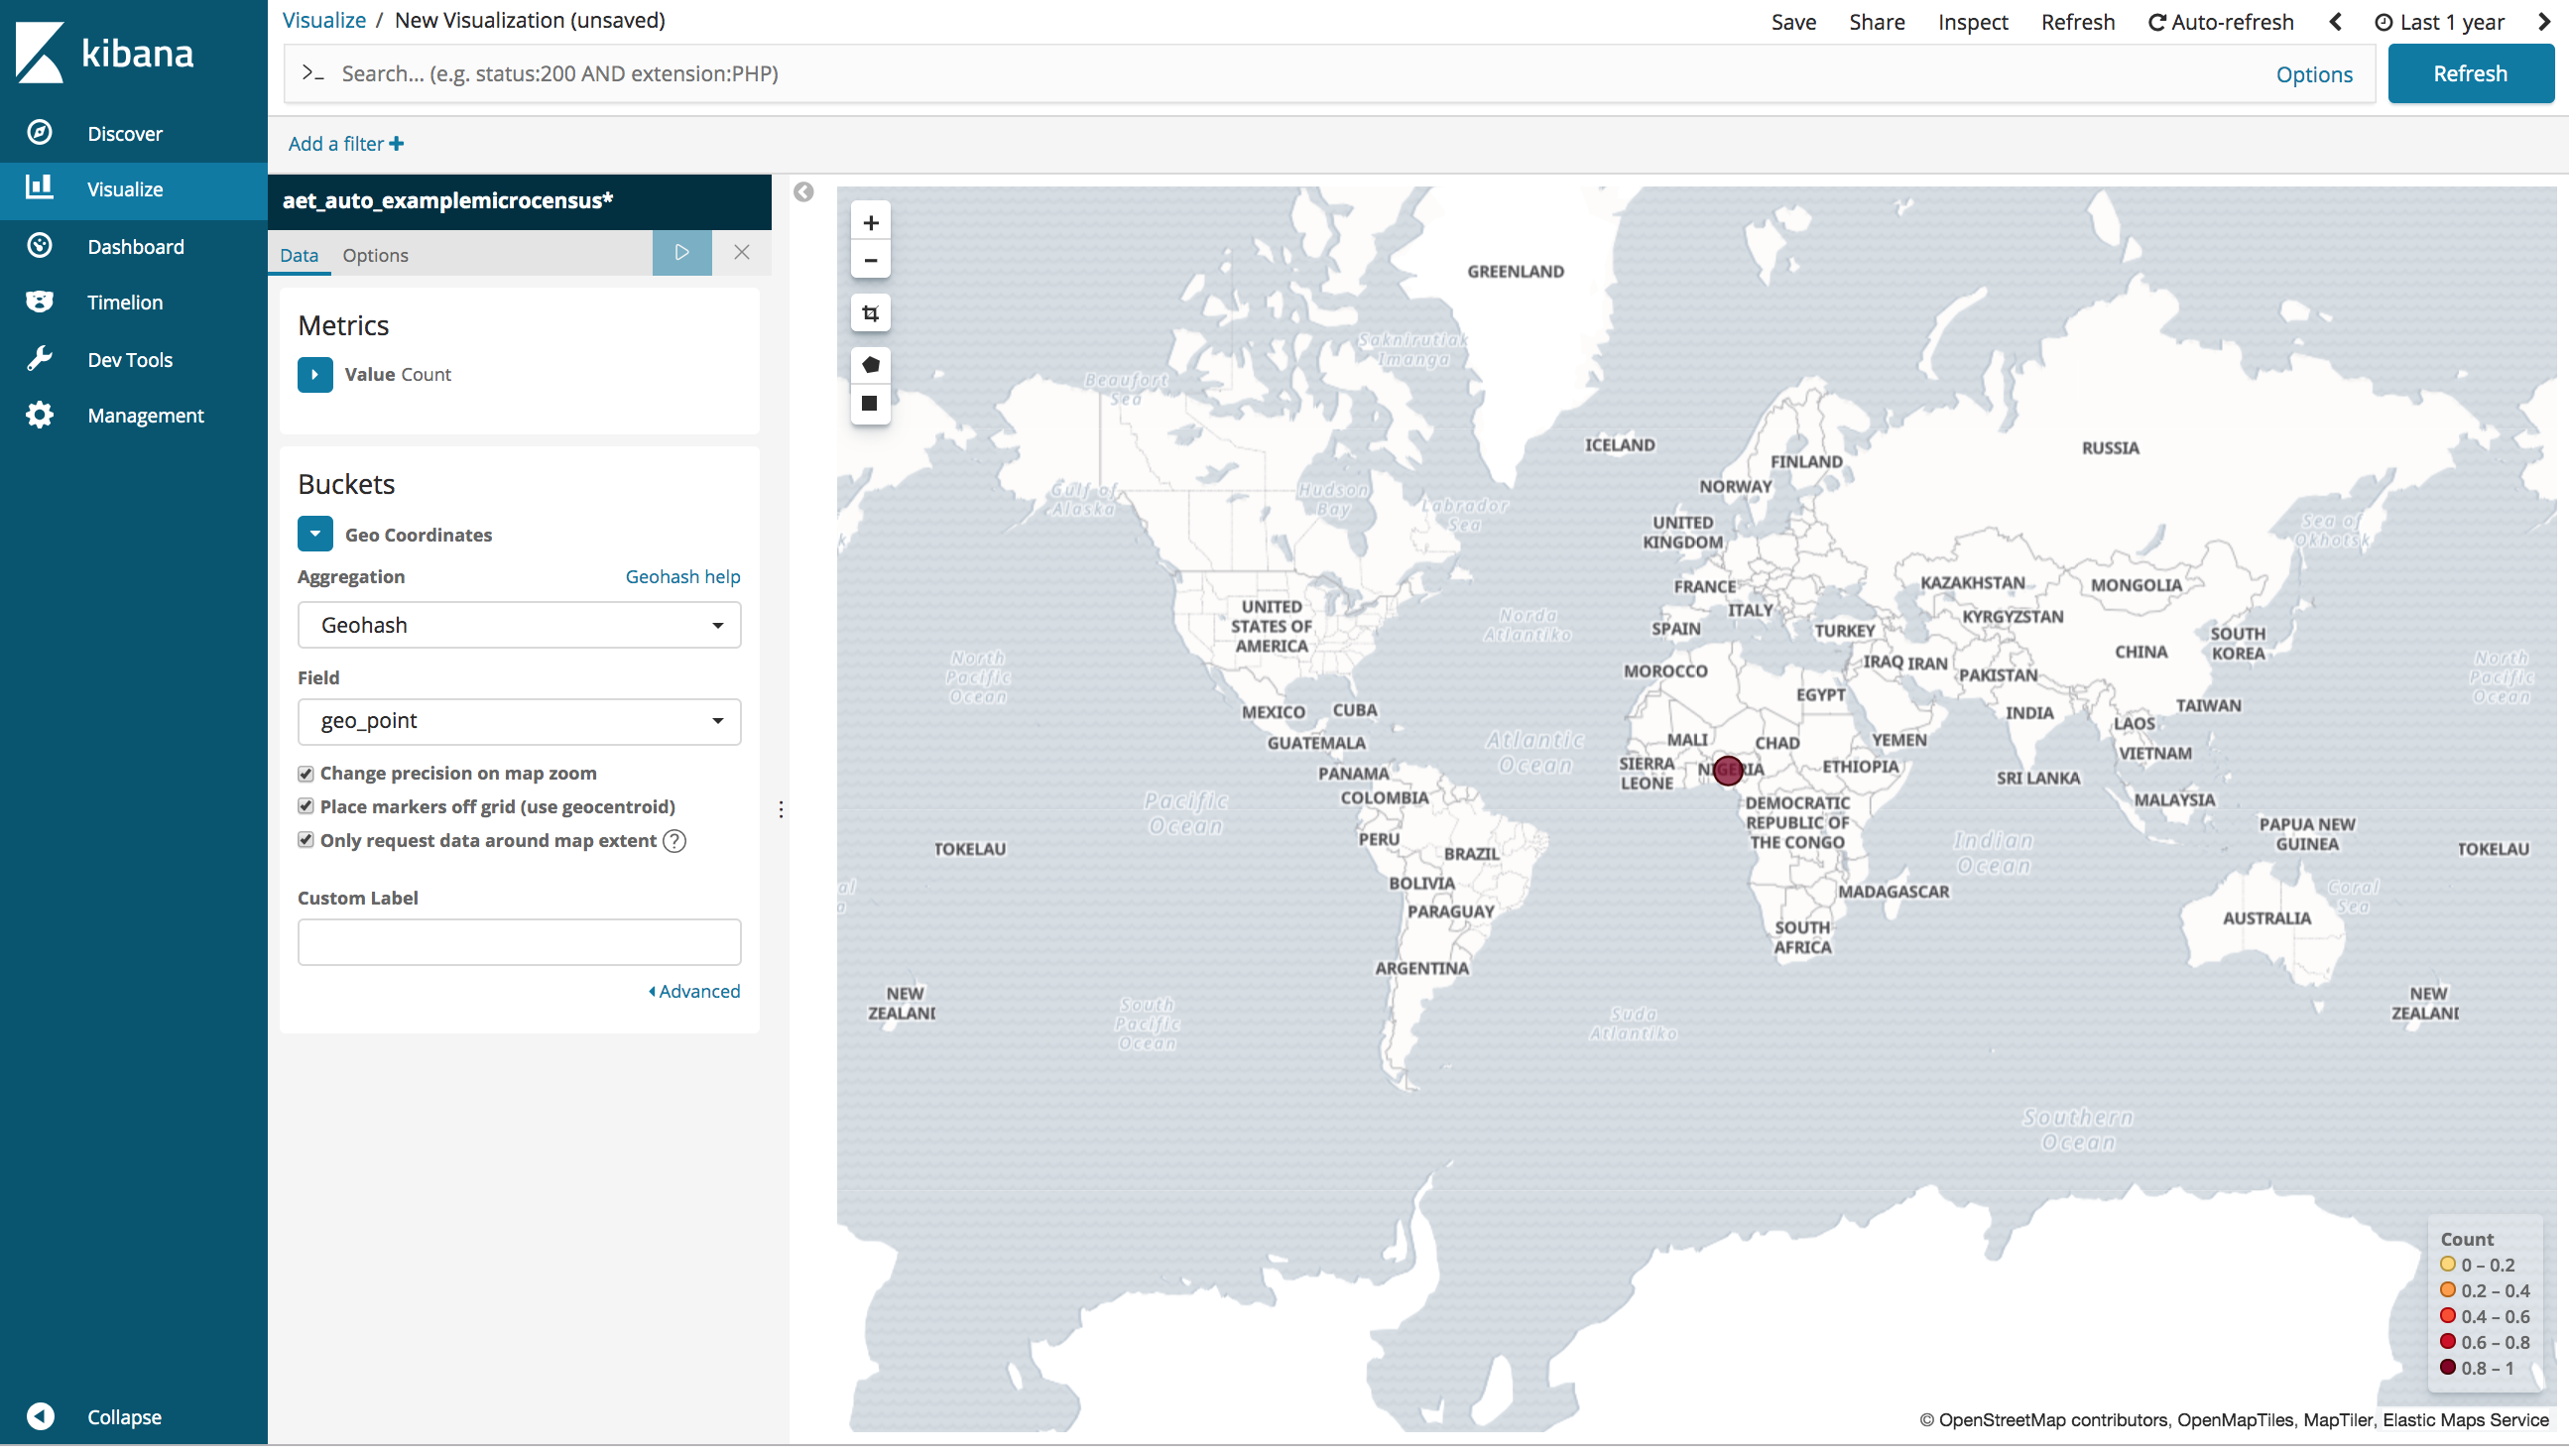 kibana
Discover
Visualize
Dashboard
Timelion
Dev Tools
Management
Collapse
Visualize / New Visualization (unsaved)
Save Share Inspect Refresh Auto-refresh Last 1 year
>_ Search... (e.g. status:200 AND extension:PHP)
Options
Refresh
Add a filter
aet_auto_examplemicrocensus*
Data Options
Metrics
Value Count
Buckets
Geo Coordinates
Aggregation
Geohash help
Geohash
Field
geo_point
Change precision on map zoom
Place markers off grid (use geocentroid)
Only request data around map extent
Custom Label
Advanced
GREENLAND
Saknirutiak
Imanga
Beaufort
Sea
ICELAND
RUSSIA
FINLAND
NORWAY
Gulf of
Alaska
Hudson
Bay
Labrador
Sea
UNITED
KINGDOM
Sea of
Okhotsk
FRANCE
KAZAKHSTAN
MONGOLIA
UNITED
STATES OF
AMERICA
ITALY
Norda
Atlantiko
KYRGYZSTAN
SPAIN
TURKEY
SOUTH
KOREA
CHINA
North
Pacific
Ocean
MOROCCO
IRAQ
IRAN
PAKISTAN
North
Pacific
Ocean
EGYPT
MEXICO
CUBA
INDIA
TAIWAN
LAOS
GUATEMALA
Atlantic
Ocean
MALI
CHAD
YEMEN
VIETNAM
PANAMA
SIERRA
LEONE
NIGERIA
ETHIOPIA
SRI LANKA
COLOMBIA
Pacific
Ocean
DEMOCRATIC
REPUBLIC OF
THE CONGO
MALAYSIA
PAPUA NEW
GUINEA
PERU
TOKELAU
BRAZIL
Indian
Ocean
TOKELAU
BOLIVIA
MADAGASCAR
Coral
Sea
PARAGUAY
AUSTRALIA
SOUTH
AFRICA
ARGENTINA
NEW
ZEALAND
South
Pacific
Ocean
Suda
Atlantiko
NEW
ZEALAND
Southern
Ocean
Count
0 – 0.2
0.2 – 0.4
0.4 – 0.6
0.6 – 0.8
0.8 – 1
© OpenStreetMap contributors, OpenMapTiles, MapTiler, Elastic Maps Service